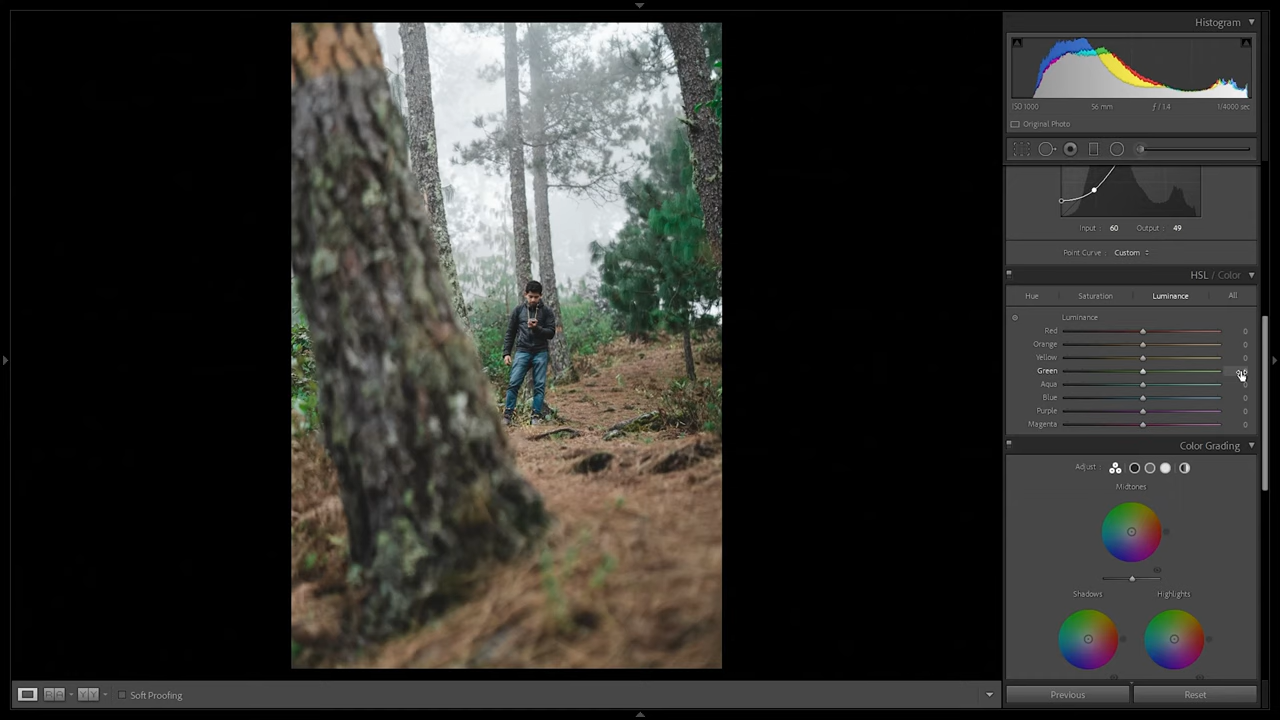 Histogram
ISO 1000 56 mm ƒ / 1.4 1/4000 sec
Original Photo
Input : 60 Output : 49
Point Curve : Custom
HSL / Color
Hue Saturation Luminance All
Luminance
Red 0
Orange 0
Yellow 0
Green
Aqua 0
Blue 0
Purple 0
Magenta 0
Color Grading
Adjust :
Midtones
Shadows Highlights
R A Y Y Soft Proofing
Previous Reset